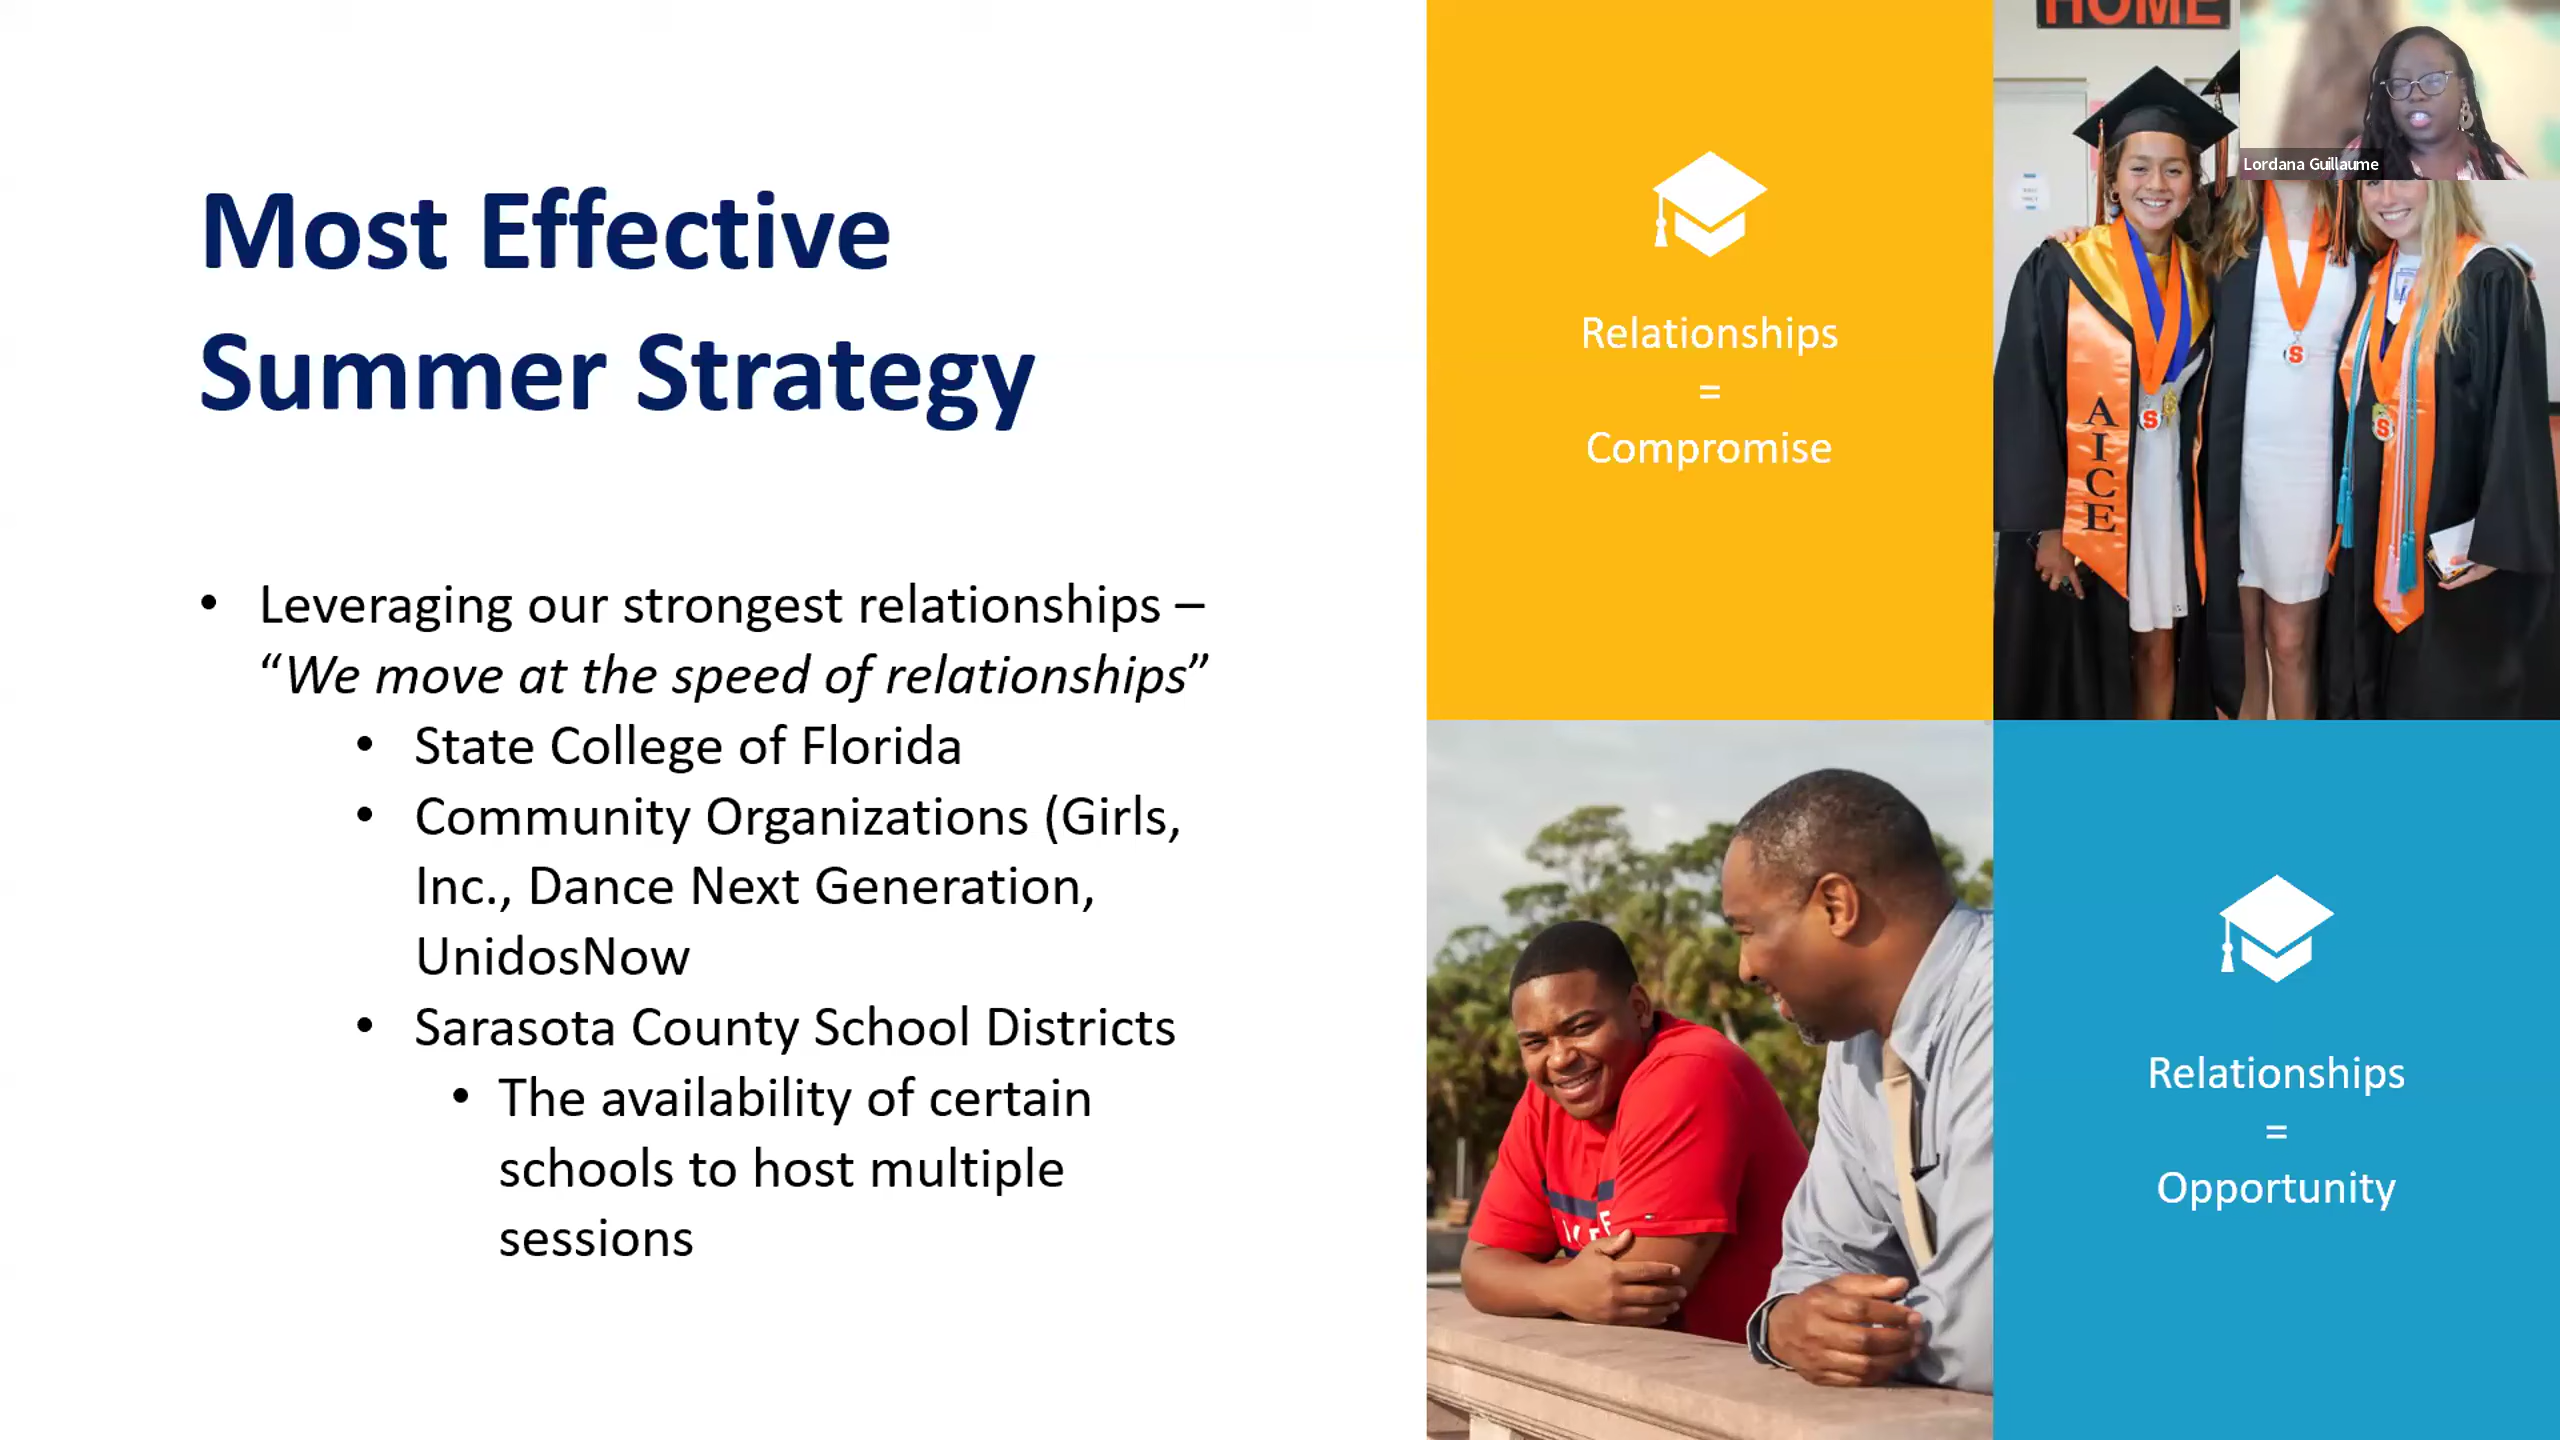 Most Effective
Summer Strategy
• Leveraging our strongest relationships –
“We move at the speed of relationships”
• State College of Florida
• Community Organizations (Girls,
Inc., Dance Next Generation,
UnidosNow
• Sarasota County School Districts
• The availability of certain
schools to host multiple
sessions
Relationships
=
Compromise
HOME
Lordana Guillaume
AICE
S
S
S
Relationships
=
Opportunity